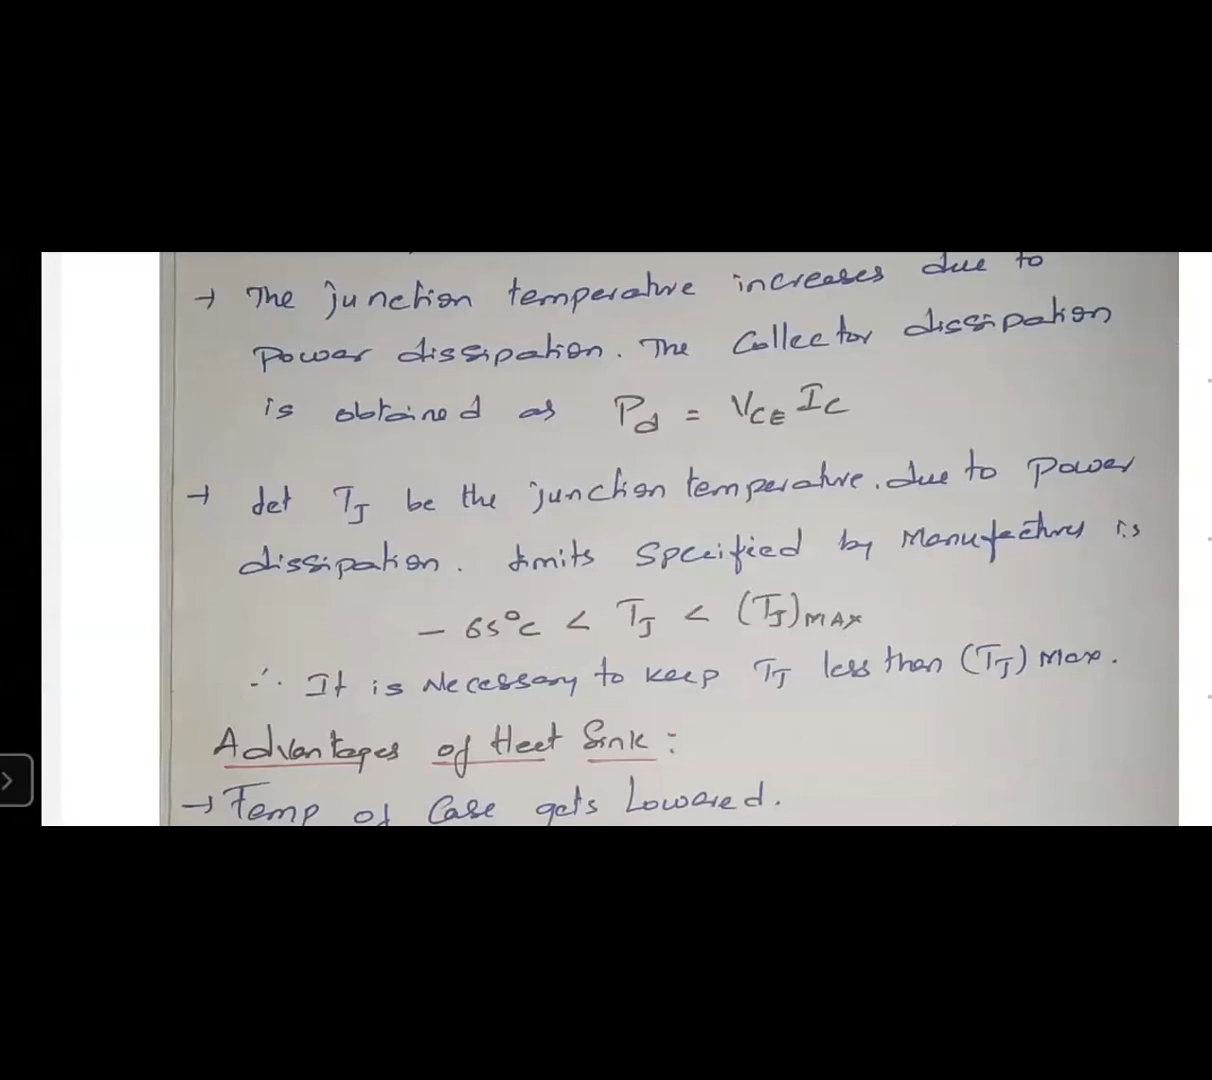 → The junction temperature increases due to
power dissipation. The Collector dissipation
is obtained as Pd = VCE IC
→ Let TJ be the junction temperature. due to power
dissipation. Limits Specified by Manufacturer is
- 65°C < TJ < (TJ)MAX
∴ It is Necessary to keep TJ less than (TJ) Max.
Advantages of Heat Sink :
→ Temp of Case gets Lowered.